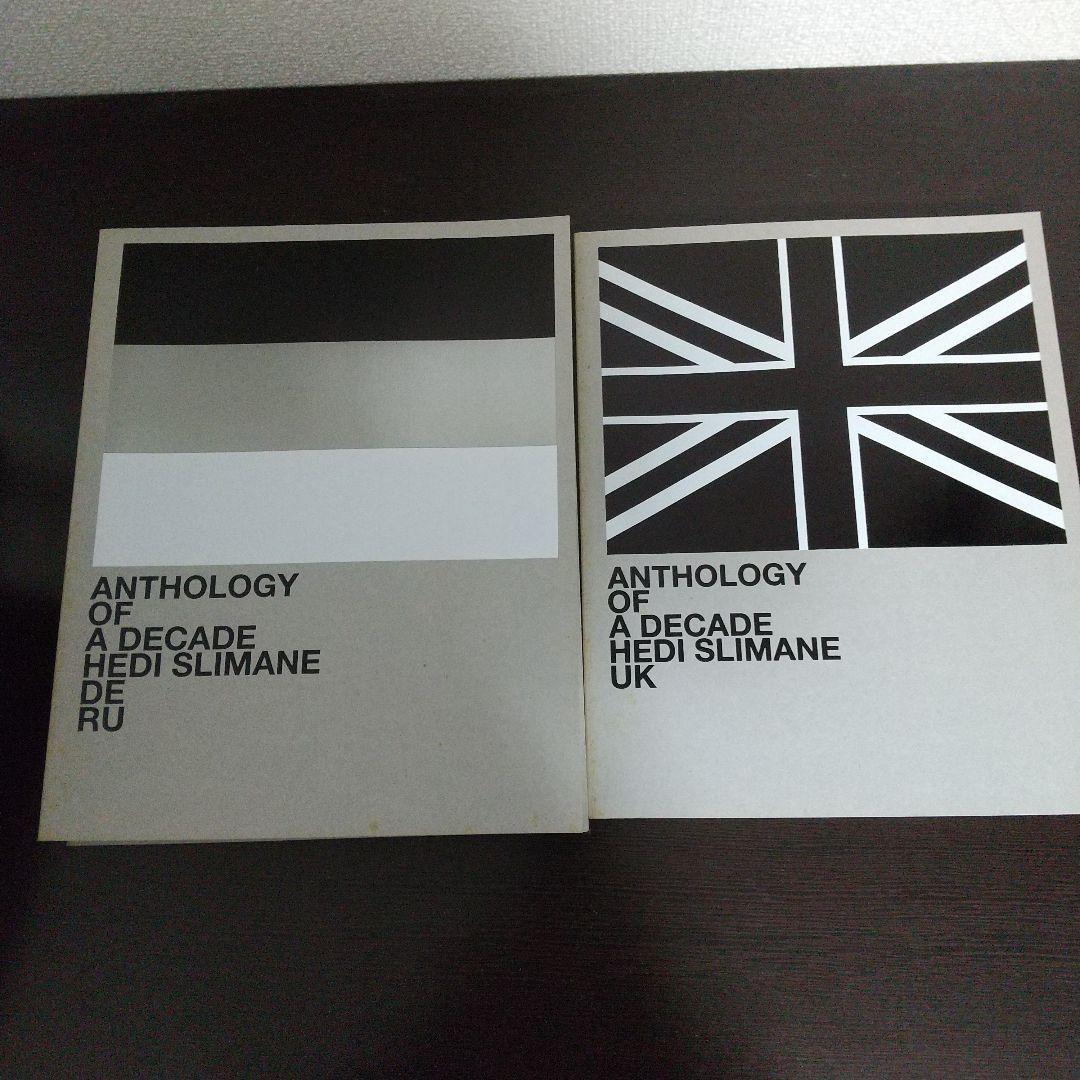 ANTHOLOGY
OF
A DECADE
HEDI SLIMANE
DE
RU
ANTHOLOGY
OF
A DECADE
HEDI SLIMANE
UK